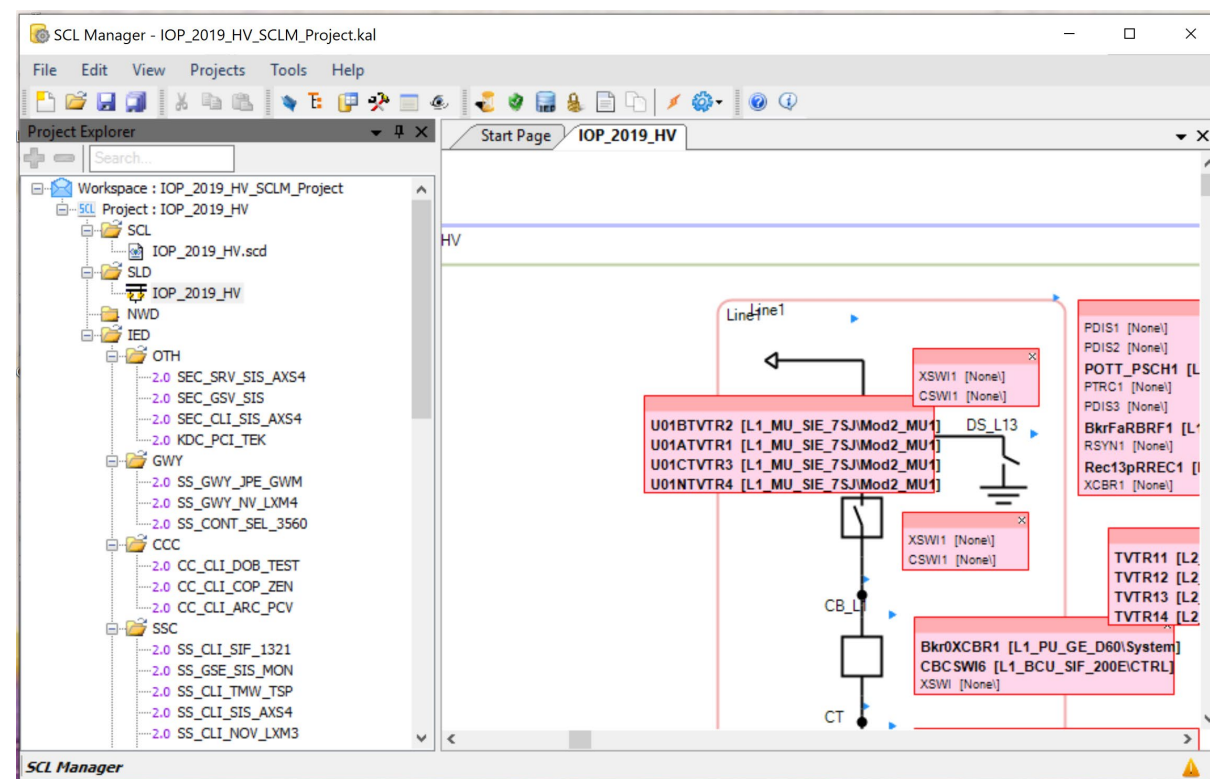 SCL Manager - IOP_2019_HV_SCLM_Project.kal
File Edit View Projects Tools Help
Project Explorer
Search...
Workspace : IOP_2019_HV_SCLM_Project
SCL Project : IOP_2019_HV
SCL
IOP_2019_HV.scd
SLD
IOP_2019_HV
NWD
IED
OTH
2.0 SEC_SRV_SIS_AXS4
2.0 SEC_GSV_SIS
2.0 SEC_CLI_SIS_AXS4
2.0 KDC_PCI_TEK
GWY
2.0 SS_GWY_JPE_GWM
2.0 SS_GWY_NV_LXM4
2.0 SS_CONT_SEL_3560
CCC
2.0 CC_CLI_DOB_TEST
2.0 CC_CLI_COP_ZEN
2.0 CC_CLI_ARC_PCV
SSC
2.0 SS_CLI_SIF_1321
2.0 SS_GSE_SIS_MON
2.0 SS_CLI_TMW_TSP
2.0 SS_CLI_SIS_AXS4
2.0 SS_CLI_NOV_LXM3
Start Page IOP_2019_HV
HV
Line1
Line1
XSWI1 [None\]
CSWI1 [None\]
U01BTVTR2 [L1_MU_SIE_7SJ\Mod2_MU1]
U01ATVTR1 [L1_MU_SIE_7SJ\Mod2_MU1]
U01CTVTR3 [L1_MU_SIE_7SJ\Mod2_MU1]
U01NTVTR4 [L1_MU_SIE_7SJ\Mod2_MU1]
DS_L13
PDIS1 [None\]
PDIS2 [None\]
POTT_PSCH1 [L
PTRC1 [None\]
PDIS3 [None\]
BkrFaRBRF1 [L1
RSYN1 [None\]
Rec13pRREC1 [
XCBR1 [None\]
XSWI1 [None\]
CSWI1 [None\]
TVTR11 [L2
TVTR12 [L2
TVTR13 [L2
TVTR14 [L2
CB_L1
Bkr0XCBR1 [L1_PU_GE_D60\System]
CBCSWI6 [L1_BCU_SIF_200E\CTRL]
XSWI [None\]
CT
SCL Manager